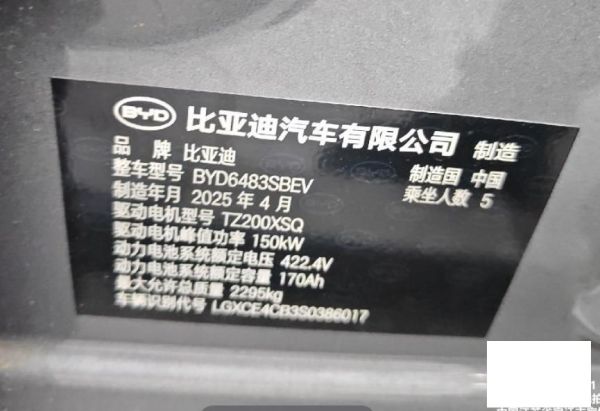 BYD 比亚迪汽车有限公司 制造
品牌 比亚迪 制造国 中国
整车型号 BYD6483SBEV 乘坐人数 5
制造年月 2025年4月
驱动电机型号 TZ200XSQ
驱动电机峰值功率 150kW
动力电池系统额定电压 422.4V
动力电池系统额定容量 170Ah
最大允许总质量 2295kg
车辆识别代号 LGXCE4CB3S0386017